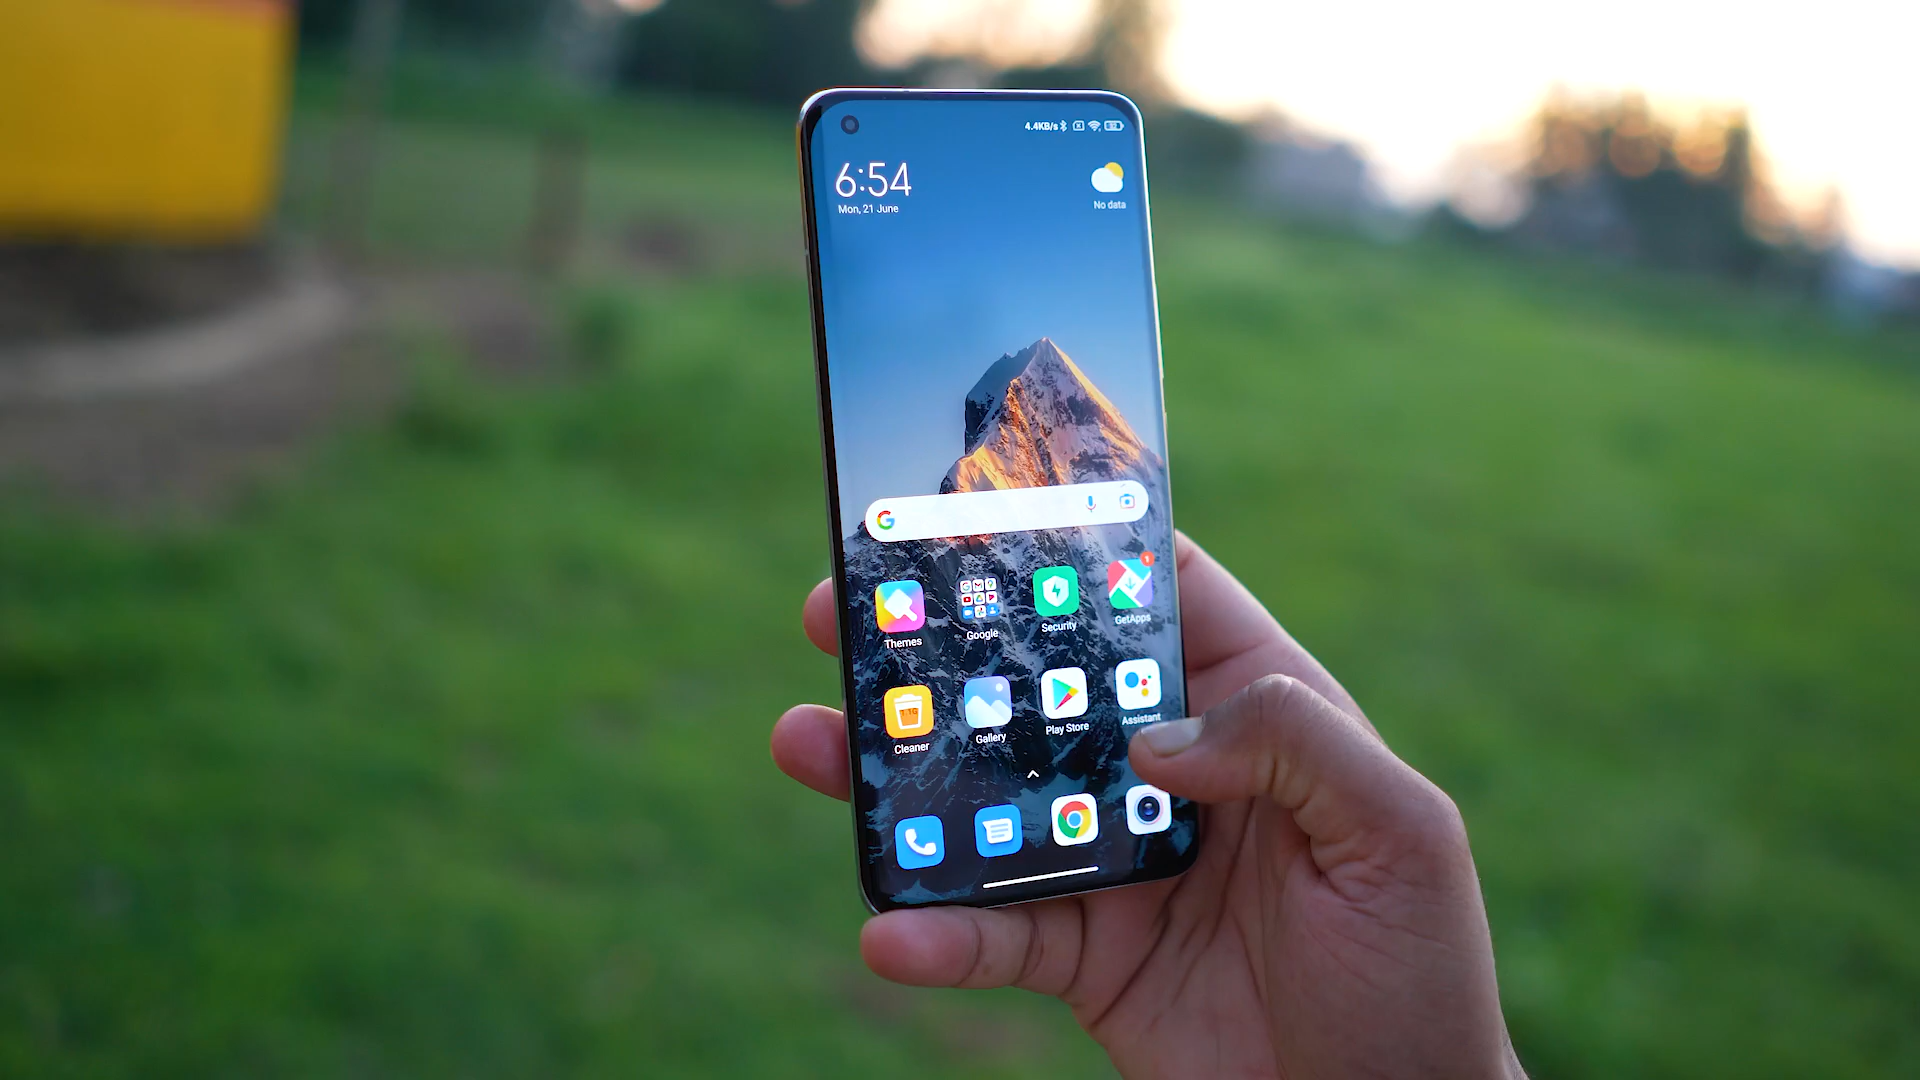 4.4KB/s
6:54
Mon, 21 June
No data
Themes
Google
Security
GetApps
Cleaner
Gallery
Play Store
Assistant